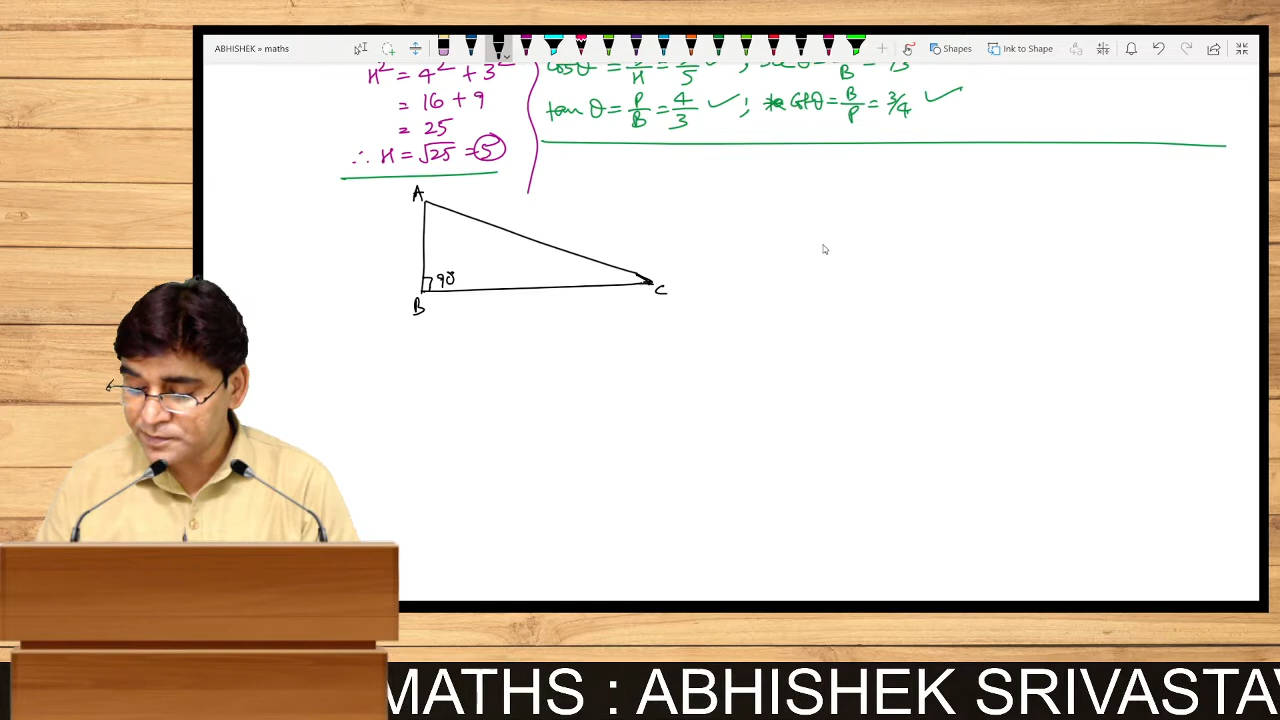 ABHISHEK » maths
Shapes
Ink to Shape
H² = 4² + 3²
= 16 + 9
= 25
∴ H = √25 = 5
tan θ = P/B = 4/3 ✓ ; cot θ = B/P = 3/4 ✓
A
90°
B
C
MATHS : ABHISHEK SRIVASTAV